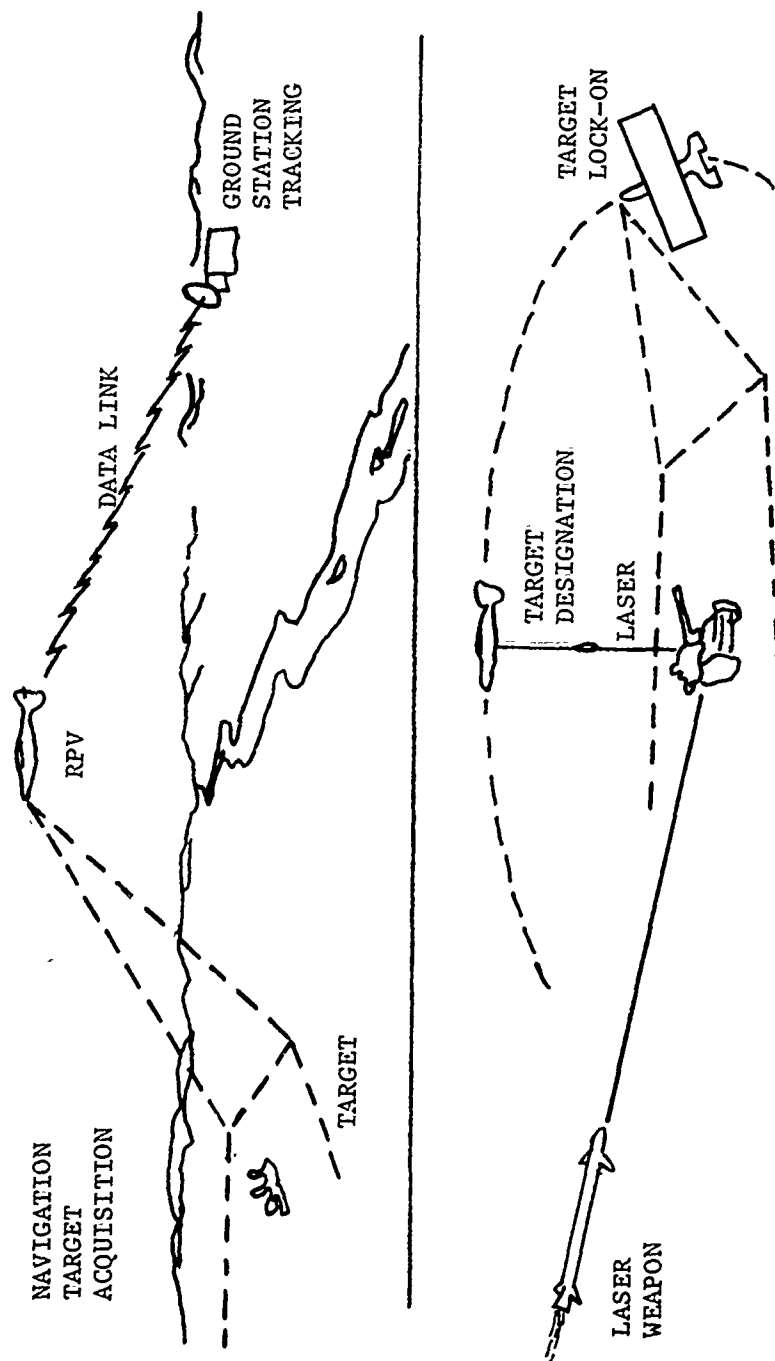 NAVIGATION
TARGET
ACQUISITION
RPV
DATA LINK
GROUND
STATION
TRACKING
TARGET
TARGET
DESIGNATION
LASER
TARGET
LOCK-ON
LASER
WEAPON